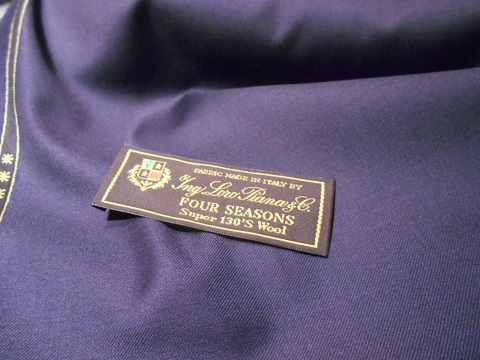 FABRIC MADE IN ITALY BY
Ing. Loro Piana & C.
FOUR SEASONS
Super 130'S Wool